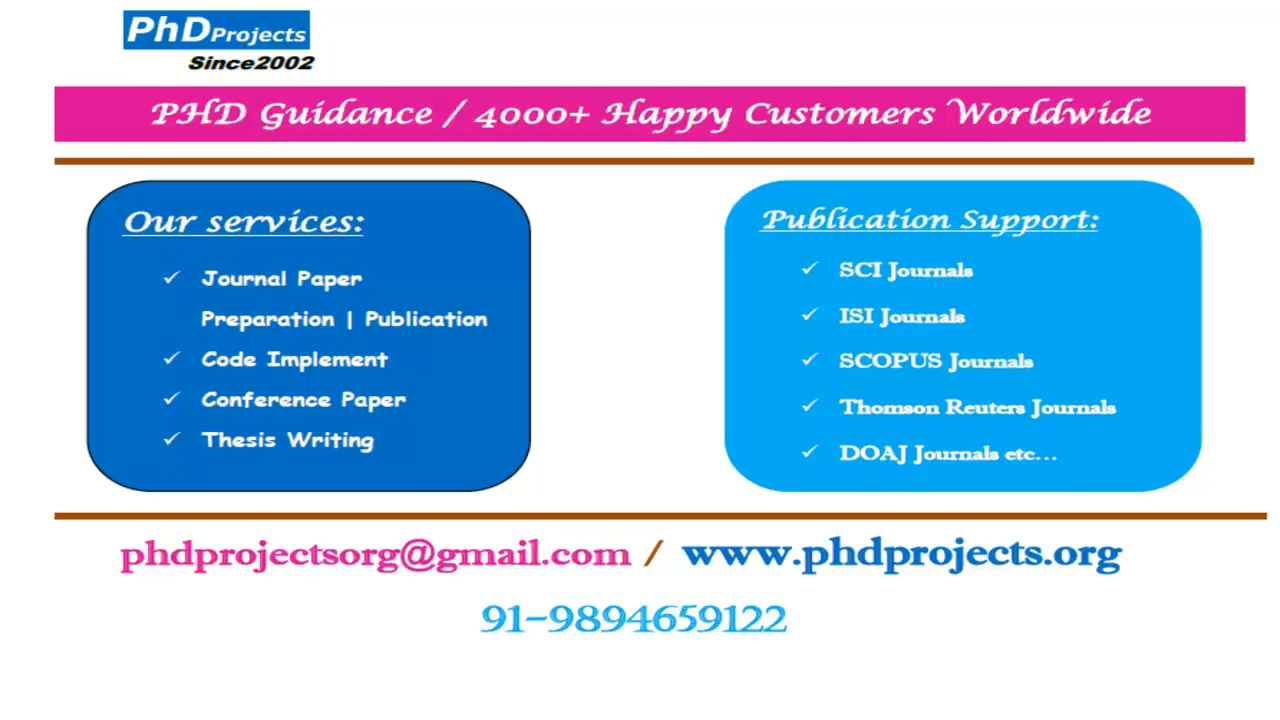 PhDProjects
Since2002
PHD Guidance / 4000+ Happy Customers Worldwide
Our services:
✓ Journal Paper
Preparation | Publication
✓ Code Implement
✓ Conference Paper
✓ Thesis Writing
Publication Support:
✓ SCI Journals
✓ ISI Journals
✓ SCOPUS Journals
✓ Thomson Reuters Journals
✓ DOAJ Journals etc...
phdprojectsorg@gmail.com / www.phdprojects.org
91-9894659122